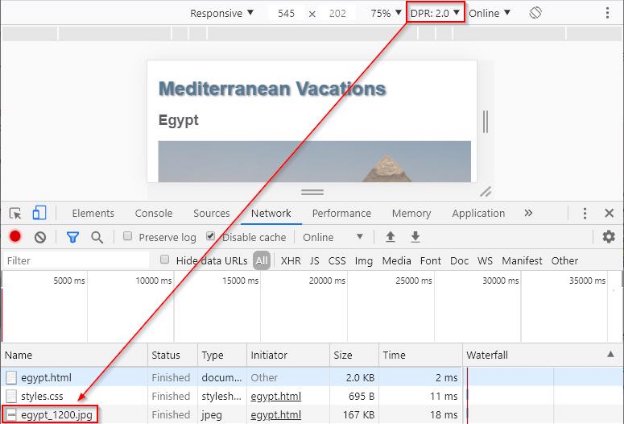 Responsive ▼ 545 × 202 75% ▼ DPR: 2.0 ▼ Online ▼
Mediterranean Vacations
Egypt
Elements Console Sources Network Performance Memory Security »
Preserve log Disable cache Online ▼
Filter Hide data URLs All XHR JS CSS Img Media Font Doc WS Manifest Other
5000 ms 10000 ms 15000 ms 20000 ms 25000 ms 30000 ms 35000 ms
Name Status Type Initiator Size Time Waterfall
egypt.html Finished docum... Other 2.0 KB 2 ms
styles.css Finished stylesh... egypt.html 695 B 11 ms
egypt_1200.jpg Finished jpeg egypt.html 167 KB 18 ms